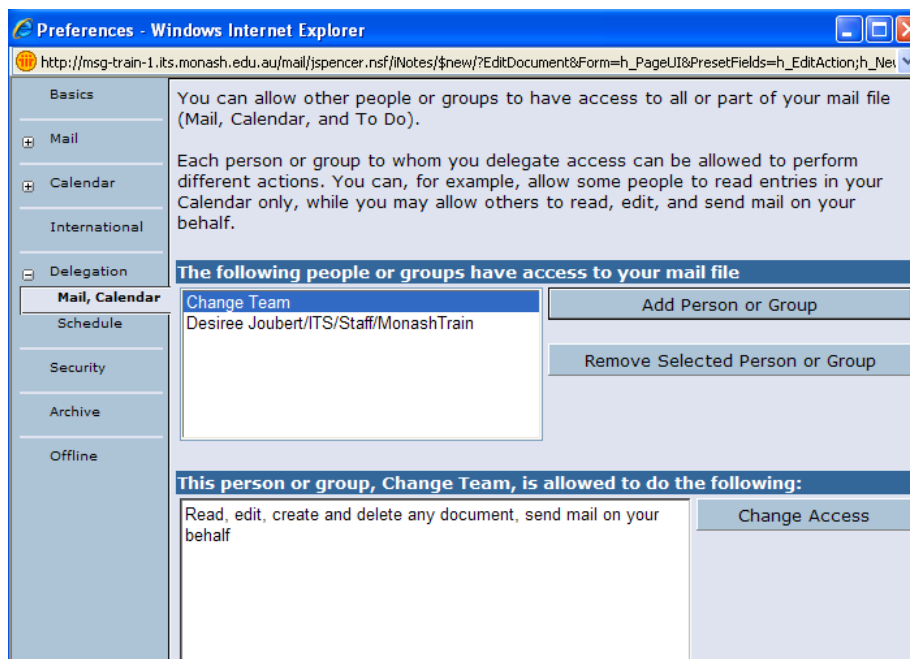 Preferences - Windows Internet Explorer
http://msg-train-1.its.monash.edu.au/mail/jspencer.nsf/iNotes/$new/?EditDocument&Form=h_PageUI&PresetFields=h_EditAction;h_Nev
Basics
Mail
Calendar
International
Delegation
Mail, Calendar
Schedule
Security
Archive
Offline
You can allow other people or groups to have access to all or part of your mail file
(Mail, Calendar, and To Do).
Each person or group to whom you delegate access can be allowed to perform
different actions. You can, for example, allow some people to read entries in your
Calendar only, while you may allow others to read, edit, and send mail on your
behalf.
The following people or groups have access to your mail file
Change Team
Desiree Joubert/ITS/Staff/MonashTrain
Add Person or Group
Remove Selected Person or Group
This person or group, Change Team, is allowed to do the following:
Read, edit, create and delete any document, send mail on your
behalf
Change Access